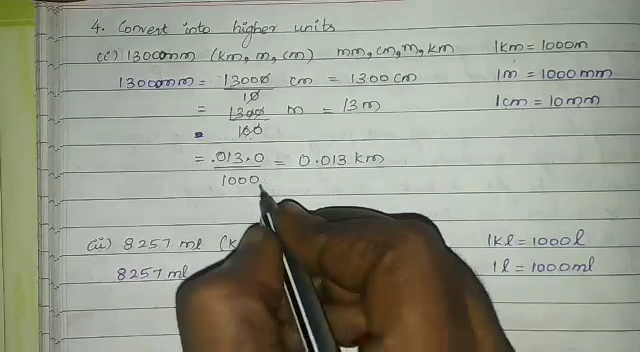 4. Convert into higher units
(i) 13000mm (km, m, cm) mm, cm, m, km 1km = 1000m
13000mm = 13000/10 cm = 1300 cm 1m = 1000mm
= 1300/100 m = 13m 1cm = 10mm
= .013.0/1000 = 0.013 km
(ii) 8257 ml (k 1kl = 1000l
8257 ml 1l = 1000ml